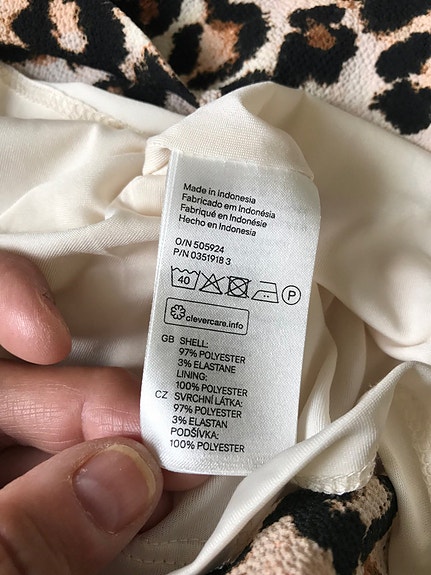 Made in Indonesia
Fabricado em Indonésia
Fabriqué en Indonésie
Hecho en Indonesia
O/N 505924
P/N 0351918 3
40 P
clevercare.info
GB SHELL:
97% POLYESTER
3% ELASTANE
LINING:
100% POLYESTER
CZ SVRCHNÍ LÁTKA:
97% POLYESTER
3% ELASTAN
PODŠÍVKA:
100% POLYESTER